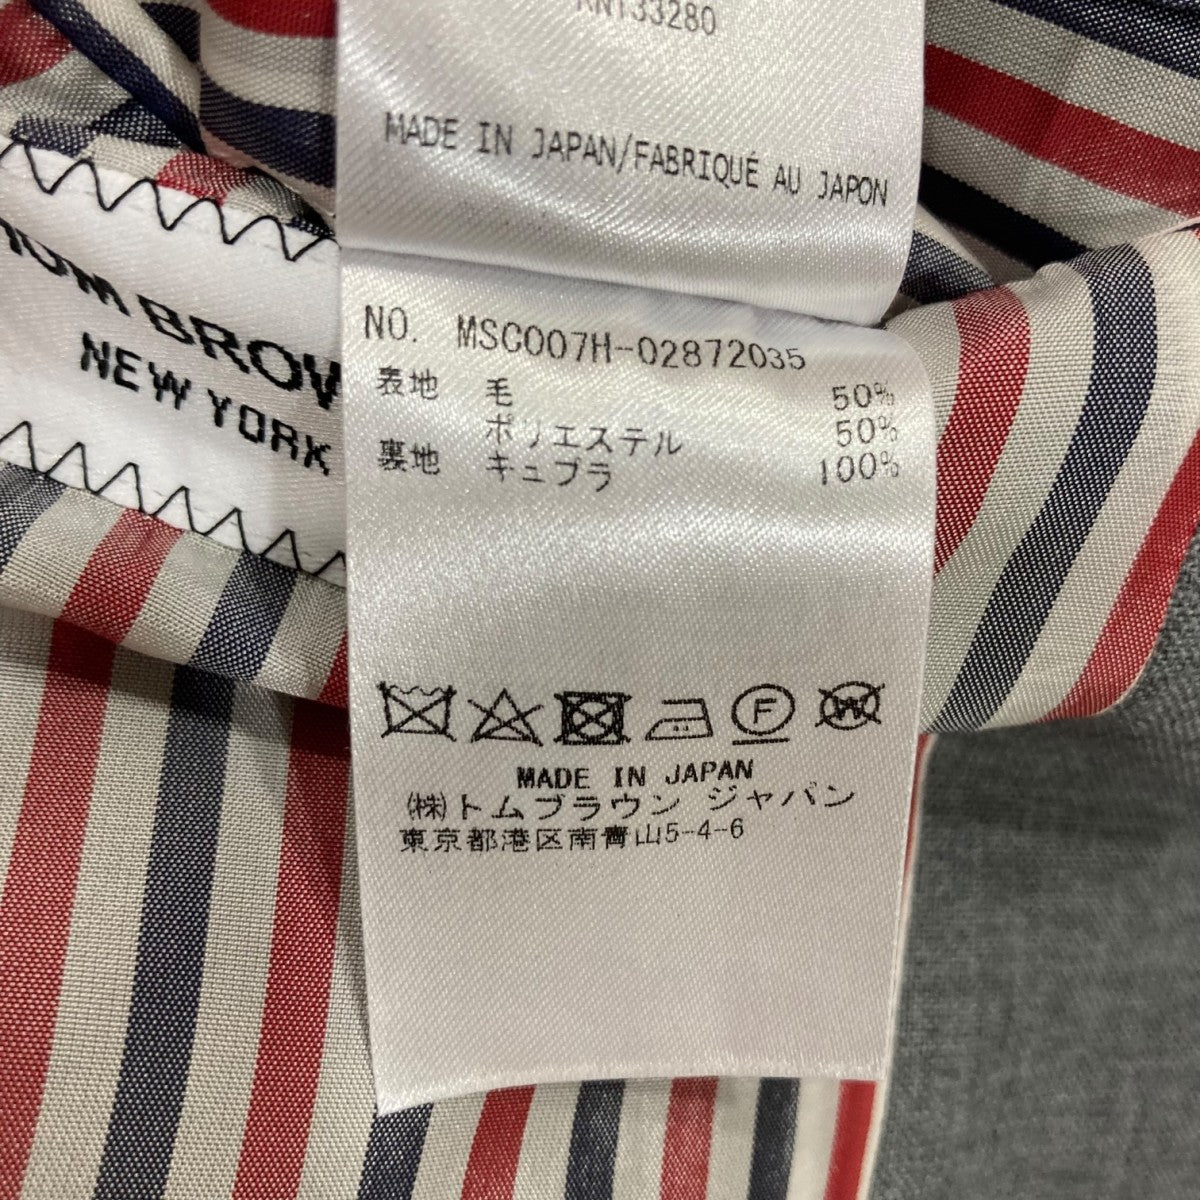 RN133280
MADE IN JAPAN/FABRIQUÉ AU JAPON
BROW
NEW YORK
NO. MSC007H-02872035
表地 毛 50%
ポリエステル 50%
裏地 キュプラ 100%
F W
MADE IN JAPAN
㈱トムブラウン ジャパン
東京都港区南青山5-4-6